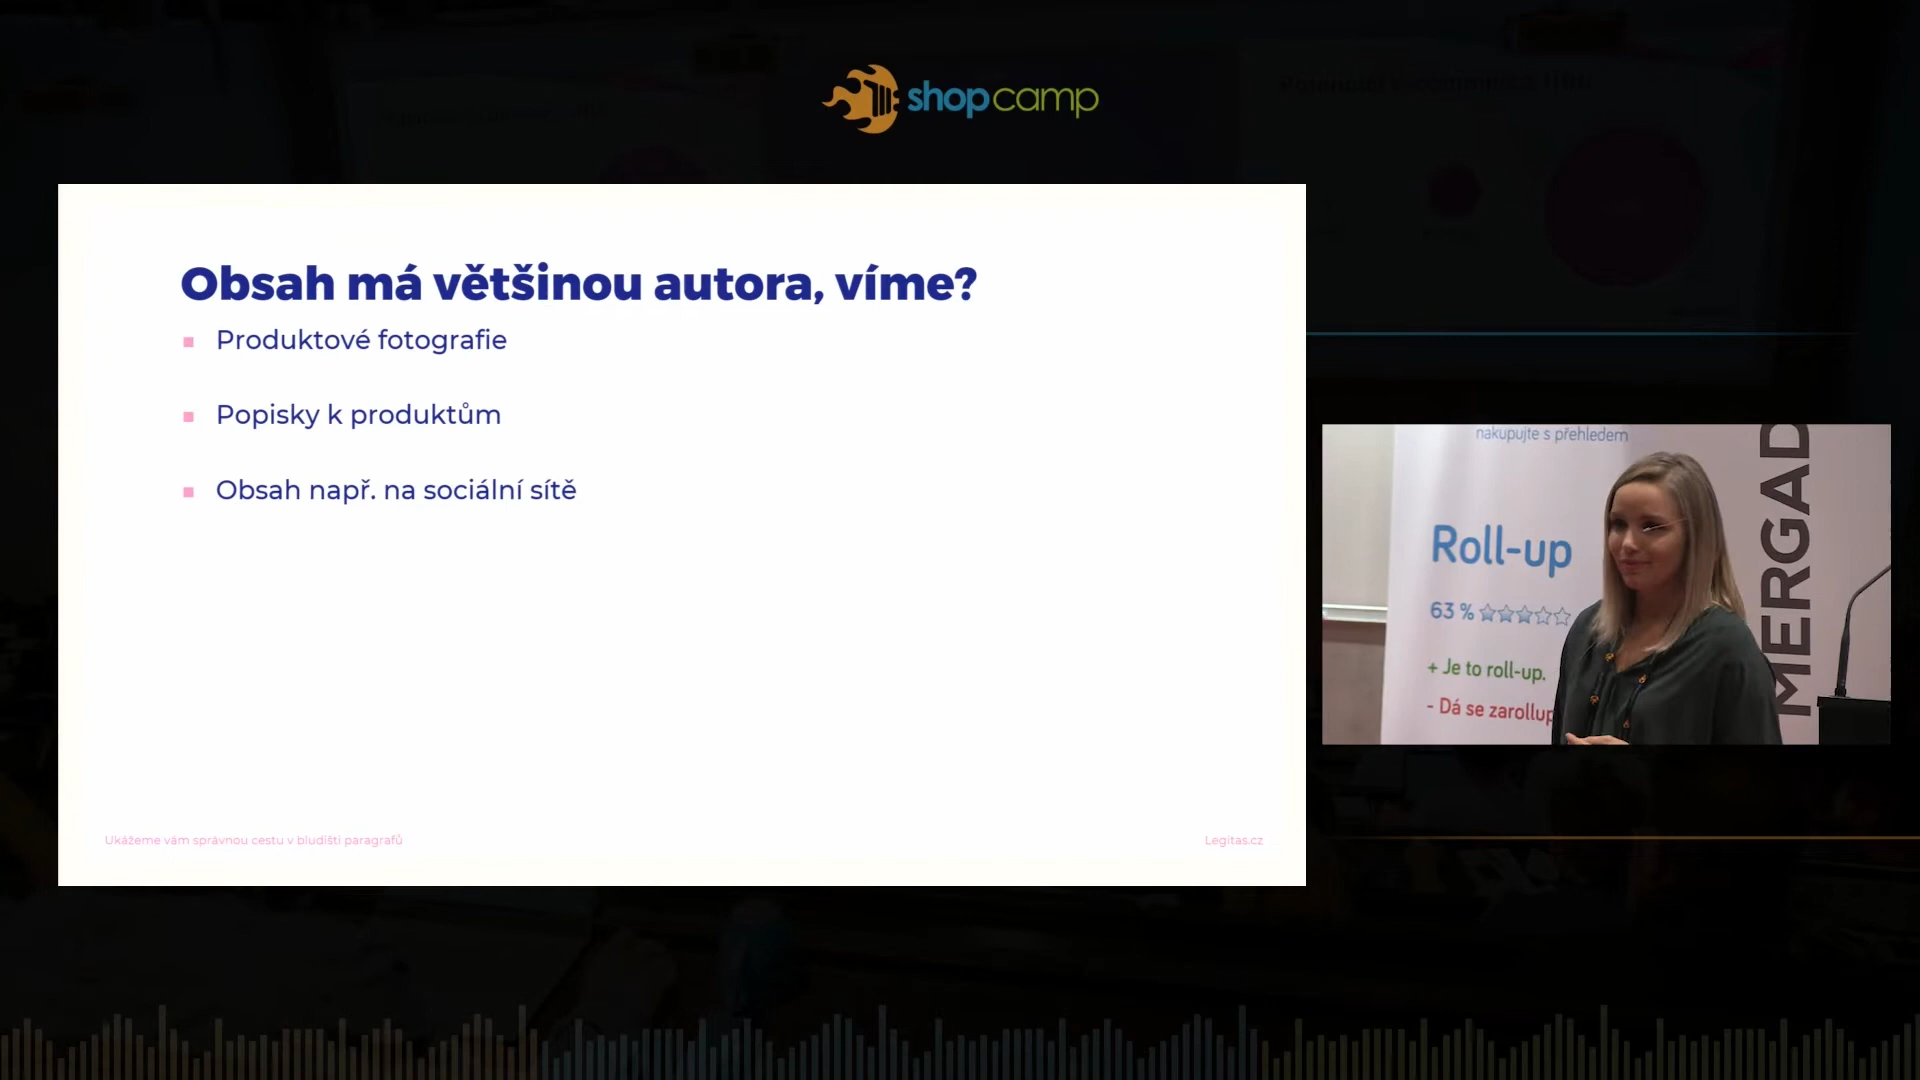 shopcamp
Obsah má většinou autora, víme?
Produktové fotografie
Popisky k produktům
Obsah např. na sociální sítě
Ukážeme vám správnou cestu v bludišti paragrafů
Legitas.cz
nakupujte s přehledem
Roll-up
63 %
+ Je to roll-up.
- Dá se zarollup
MERGAD